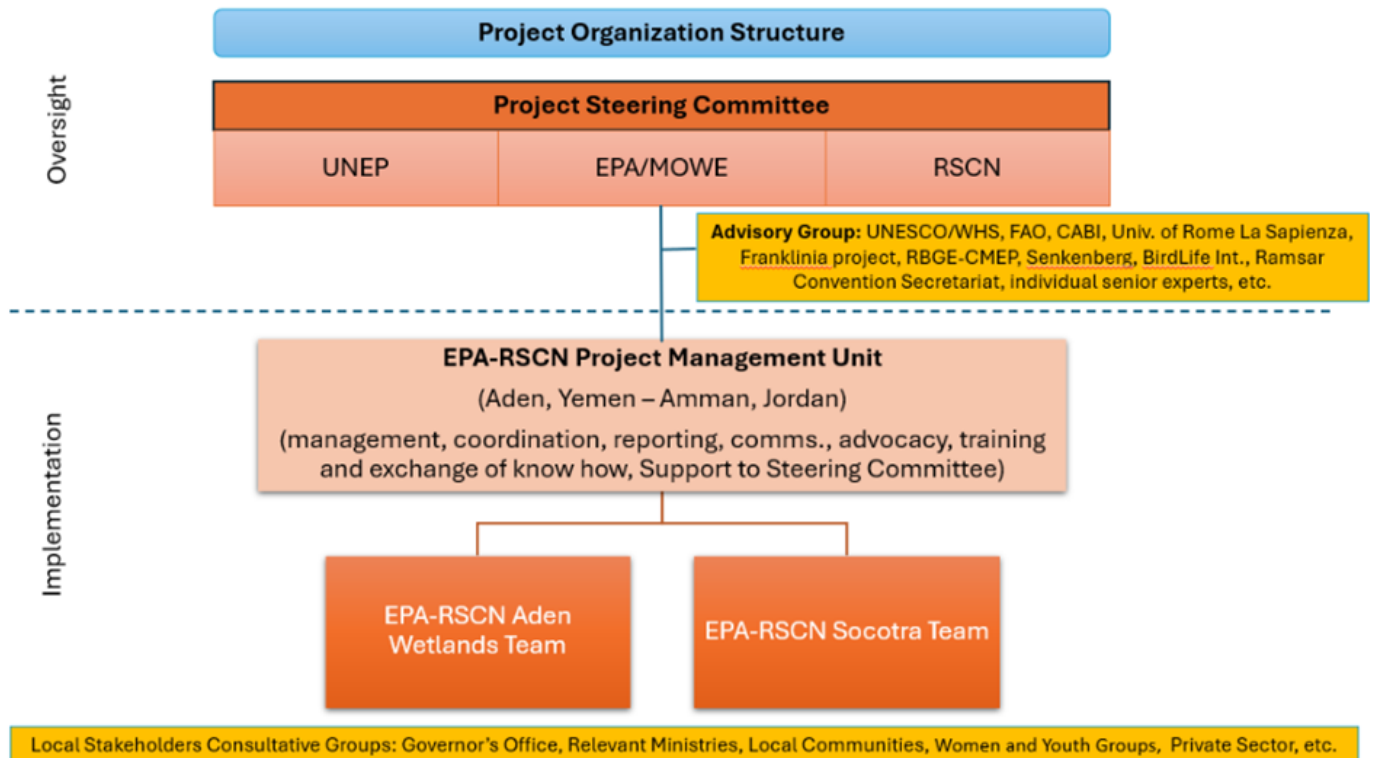 Project Organization Structure
Oversight
Project Steering Committee
UNEP
EPA/MOWE
RSCN
Advisory Group: UNESCO/WHS, FAO, CABI, Univ. of Rome La Sapienza,
Franklinia project, RBGE-CMEP, Senkenberg, BirdLife Int., Ramsar
Convention Secretariat, individual senior experts, etc.
Implementation
EPA-RSCN Project Management Unit
(Aden, Yemen – Amman, Jordan)
(management, coordination, reporting, comms., advocacy, training
and exchange of know how, Support to Steering Committee)
EPA-RSCN Aden
Wetlands Team
EPA-RSCN Socotra Team
Local Stakeholders Consultative Groups: Governor’s Office, Relevant Ministries, Local Communities, Women and Youth Groups, Private Sector, etc.